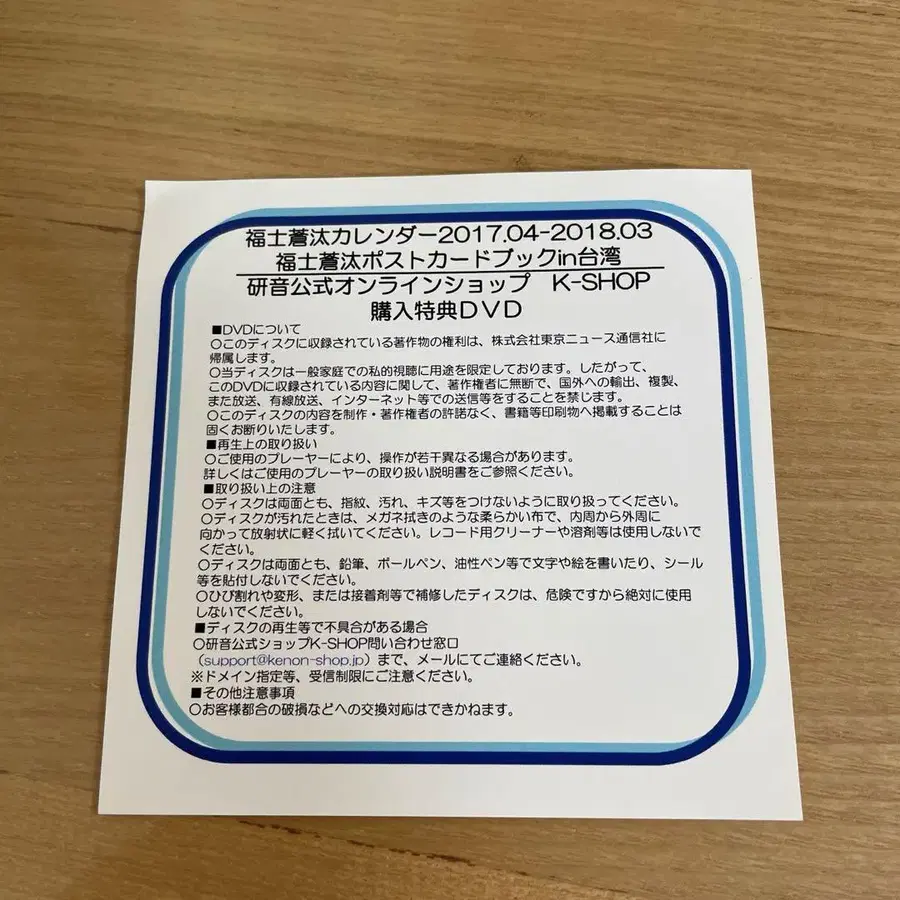 福士蒼汰カレンダー2017.04-2018.03
福士蒼汰ポストカードブックin台湾
研音公式オンラインショップ K-SHOP
購入特典DVD
■DVDについて
○このディスクに収録されている著作物の権利は、株式会社東京ニュース通信社に
帰属します。
○当ディスクは一般家庭での私的視聴に用途を限定しております。したがって、
このDVDに収録されている内容に関して、著作権者に無断で、国外への輸出、複製、
また放送、有線放送、インターネット等での送信等をすることを禁じます。
○このディスクの内容を制作・著作権者の許諾なく、書籍等印刷物へ掲載することは
固くお断りいたします。
■再生上の取り扱い
○ご使用のプレーヤーにより、操作が若干異なる場合があります。
詳しくはご使用のプレーヤーの取り扱い説明書をご参照ください。
■取り扱い上の注意
○ディスクは両面とも、指紋、汚れ、キズ等をつけないように取り扱ってください。
○ディスクが汚れたときは、メガネ拭きのような柔らかい布で、内周から外周に
向かって放射状に軽く拭いてください。レコード用クリーナーや溶剤等は使用しないで
ください。
○ディスクは両面とも、鉛筆、ボールペン、油性ペン等で文字や絵を書いたり、シール
等を貼付しないでください。
○ひび割れや変形、または接着剤等で補修したディスクは、危険ですから絶対に使用
しないでください。
■ディスクの再生等で不具合がある場合
○研音公式ショップK-SHOP問い合わせ窓口
（support@kenon-shop.jp）まで、メールにてご連絡ください。
※ドメイン指定等、受信制限にご注意ください。
■その他注意事項
○お客様都合の破損などへの交換対応はできかねます。